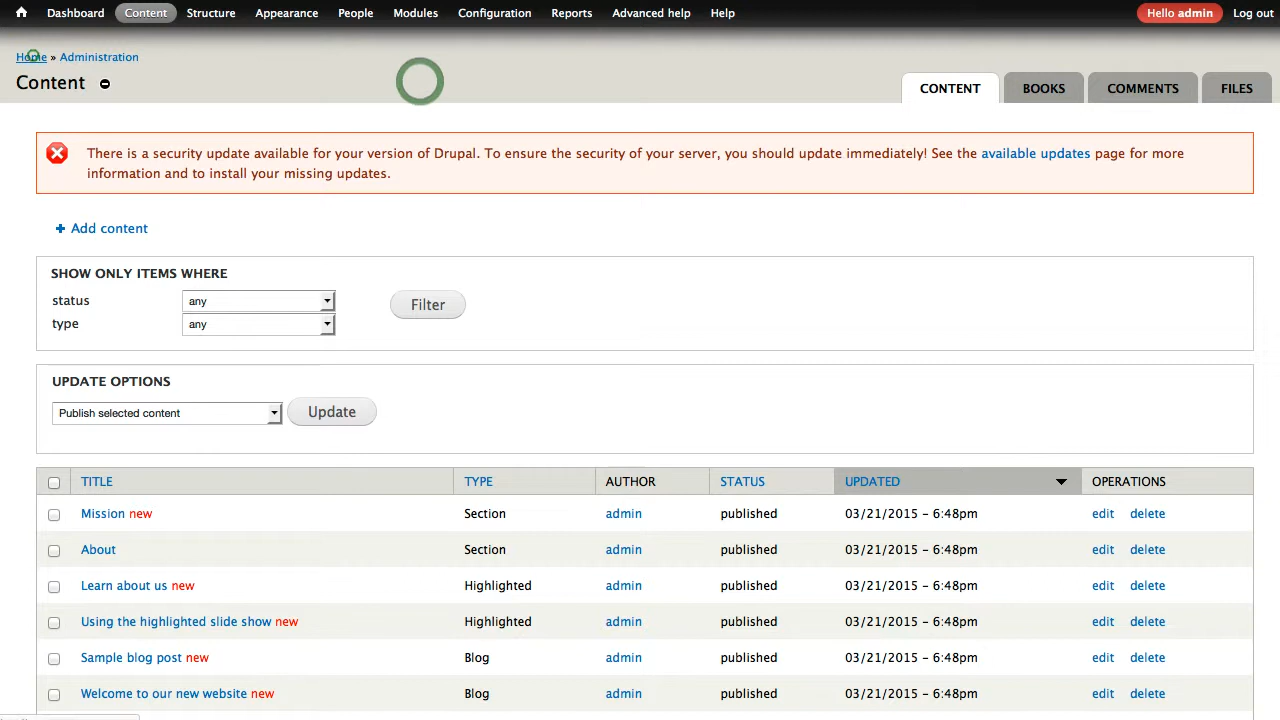 Dashboard Content Structure Appearance People Modules Configuration Reports Advanced help Help Hello admin Log out
Home » Administration
Content
CONTENT BOOKS COMMENTS FILES
There is a security update available for your version of Drupal. To ensure the security of your server, you should update immediately! See the available updates page for more
information and to install your missing updates.
Add content
SHOW ONLY ITEMS WHERE
status any
type any
Filter
UPDATE OPTIONS
Publish selected content Update
TITLE TYPE AUTHOR STATUS UPDATED OPERATIONS
Mission new Section admin published 03/21/2015 - 6:48pm edit delete
About Section admin published 03/21/2015 - 6:48pm edit delete
Learn about us new Highlighted admin published 03/21/2015 - 6:48pm edit delete
Using the highlighted slide show new Highlighted admin published 03/21/2015 - 6:48pm edit delete
Sample blog post new Blog admin published 03/21/2015 - 6:48pm edit delete
Welcome to our new website new Blog admin published 03/21/2015 - 6:48pm edit delete